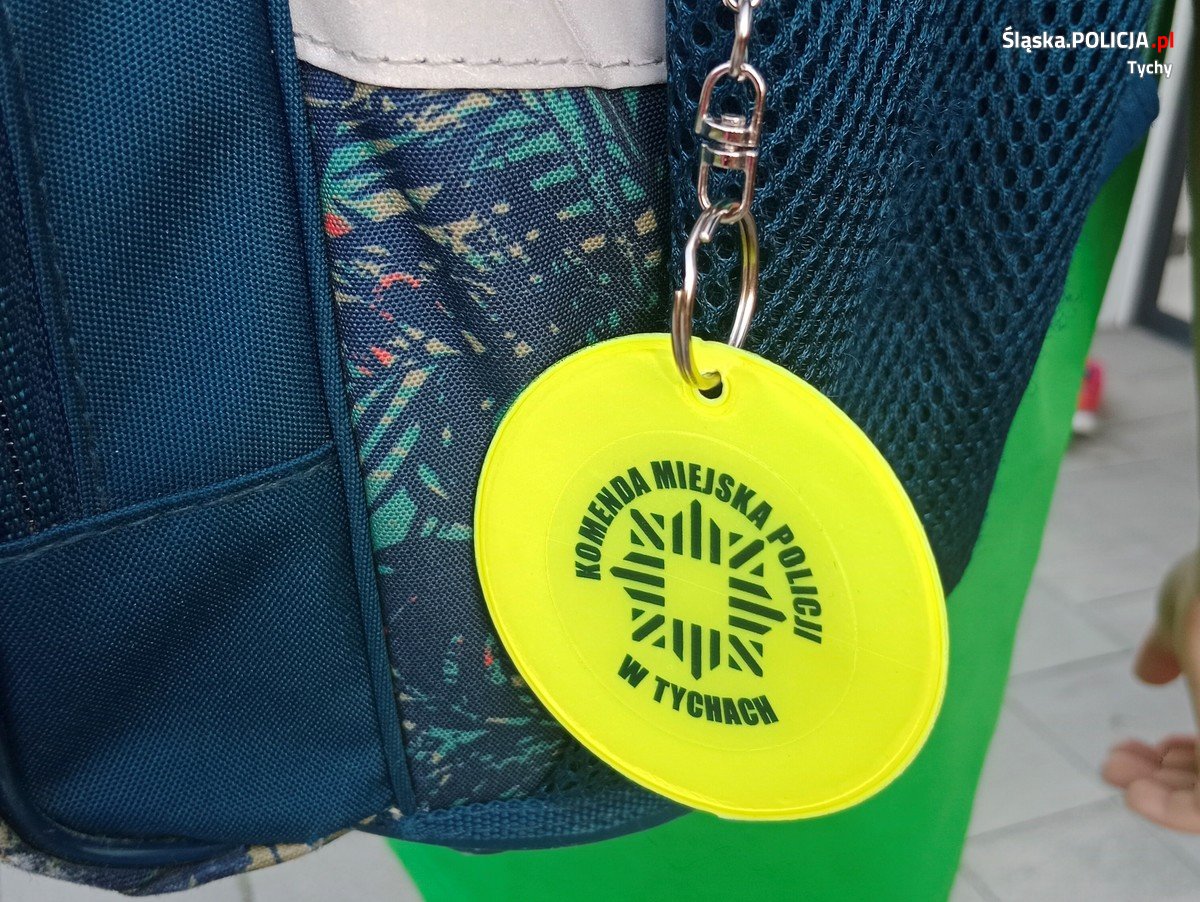 Śląska.POLICJA.pl
Tychy
KOMENDA MIEJSKA POLICJI
W TYCHACH